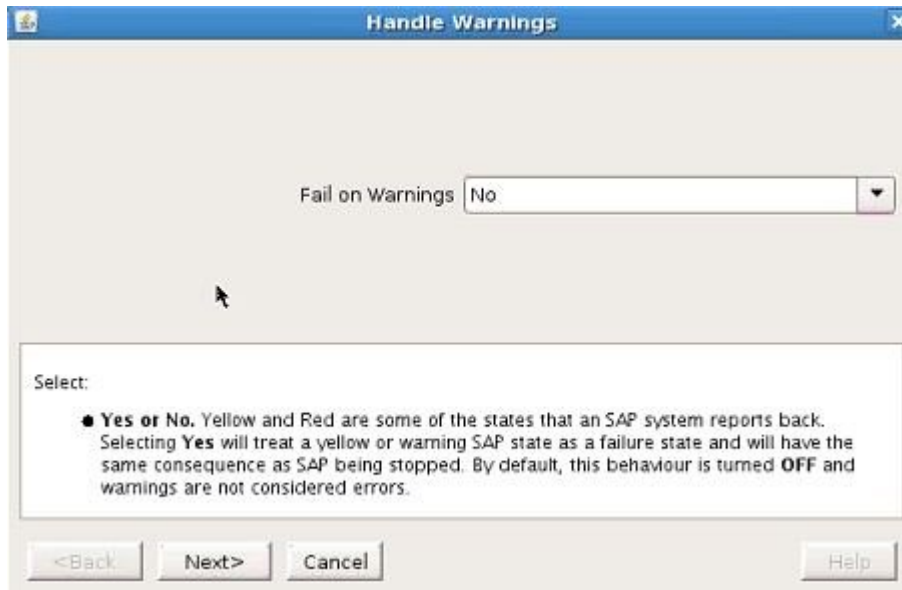 Handle Warnings
Fail on Warnings No
Select:
● Yes or No. Yellow and Red are some of the states that an SAP system reports back.
Selecting Yes will treat a yellow or warning SAP state as a failure state and will have the
same consequence as SAP being stopped. By default, this behaviour is turned OFF and
warnings are not considered errors.
<Back Next> Cancel Help